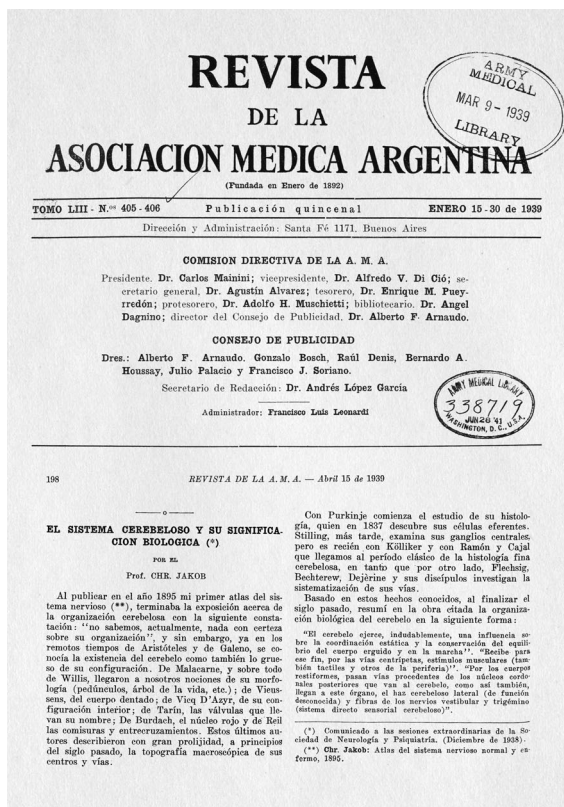 REVISTA
DE LA
ASOCIACION MEDICA ARGENTINA
(Fundada en Enero de 1892)
ARMY
MEDICAL
MAR 9 - 1939
LIBRARY
TOMO LIII - N.os 405 - 406 Publicación quincenal ENERO 15 - 30 de 1939
Dirección y Administración: Santa Fé 1171. Buenos Aires
COMISION DIRECTIVA DE LA A. M. A.
Presidente. Dr. Carlos Mainini; vicepresidente, Dr. Alfredo V. Di Ció; se-
cretario general, Dr. Agustín Alvarez; tesorero, Dr. Enrique M. Puey-
rredón; protesorero, Dr. Adolfo H. Muschietti; bibliotecario. Dr. Angel
Dagnino; director del Consejo de Publicidad, Dr. Alberto F. Arnaudo.
CONSEJO DE PUBLICIDAD
Dres.: Alberto F. Arnaudo. Gonzalo Bosch, Raúl Denis, Bernardo A.
Houssay, Julio Palacio y Francisco J. Soriano.
Secretario de Redacción: Dr. Andrés López García
Administrador: Francisco Luis Leonardi
ARMY MEDICAL LIBRARY
338719
JUN 26 '41
WASHINGTON, D. C., U.S.A.
198 REVISTA DE LA A. M. A. — Abril 15 de 1939
EL SISTEMA CEREBELOSO Y SU SIGNIFICA-
CION BIOLOGICA (*)
POR EL
Prof. CHR. JAKOB
Al publicar en el año 1895 mi primer atlas del sis-
tema nervioso (**), terminaba la exposición acerca de
la organización cerebelosa con la siguiente consta-
tación: "no sabemos, actualmente, nada con certeza
sobre su organización", y sin embargo, ya en los
remotos tiempos de Aristóteles y de Galeno, se co-
nocía la existencia del cerebelo como también lo grue-
so de su configuración. De Malacarne, y sobre todo
de Willis, llegaron a nosotros nociones de su morfo-
logía (pedúnculos, árbol de la vida, etc.); de Vieus-
sens, del cuerpo dentado; de Vicq D'Azyr, de su con-
figuración interior; de Tarín, las válvulas que lle-
van su nombre; De Burdach, el núcleo rojo y de Reil
las comisuras y entrecruzamientos. Estos últimos au-
tores describieron con gran prolijidad, a principios
del siglo pasado, la topografía macroscópica de sus
centros y vías.
Con Purkinje comienza el estudio de su histolo-
gía, quien en 1837 descubre sus células eferentes.
Stilling, más tarde, examina sus ganglios centrales,
pero es recién con Kölliker y con Ramón y Cajal
que llegamos al período clásico de la histología fina
cerebelosa, en tanto que por otro lado, Flechsig,
Bechterew, Dejèrine y sus discípulos investigan la
sistematización de sus vías.
Basado en estos hechos conocidos, al finalizar el
siglo pasado, resumí en la obra citada la organiza-
ción biológica del cerebelo en la siguiente forma:
"El cerebelo ejerce, indudablemente, una influencia so-
bre la coordinación estática y la conservación del equili-
brio del cuerpo erguido y en la marcha". "Recibe para
ese fin, por las vías centrípetas, estímulos musculares (tam-
bién tactiles y otros de la periferia)". "Por los cuerpos
restiformes, pasan vías procedentes de los núcleos cordo-
nales posteriores que van al cerebelo, como así también,
llegan a este órgano, el haz cerebeloso lateral (de función
desconocida) y fibras de los nervios vestibular y trigémino
(sistema directo sensorial cerebeloso)".
(*) Comunicado a las sesiones extraordinarias de la So-
ciedad de Neurología y Psiquiatría. (Diciembre de 1938).
(**) Chr. Jakob: Atlas del sistema nervioso normal y en-
fermo, 1895.